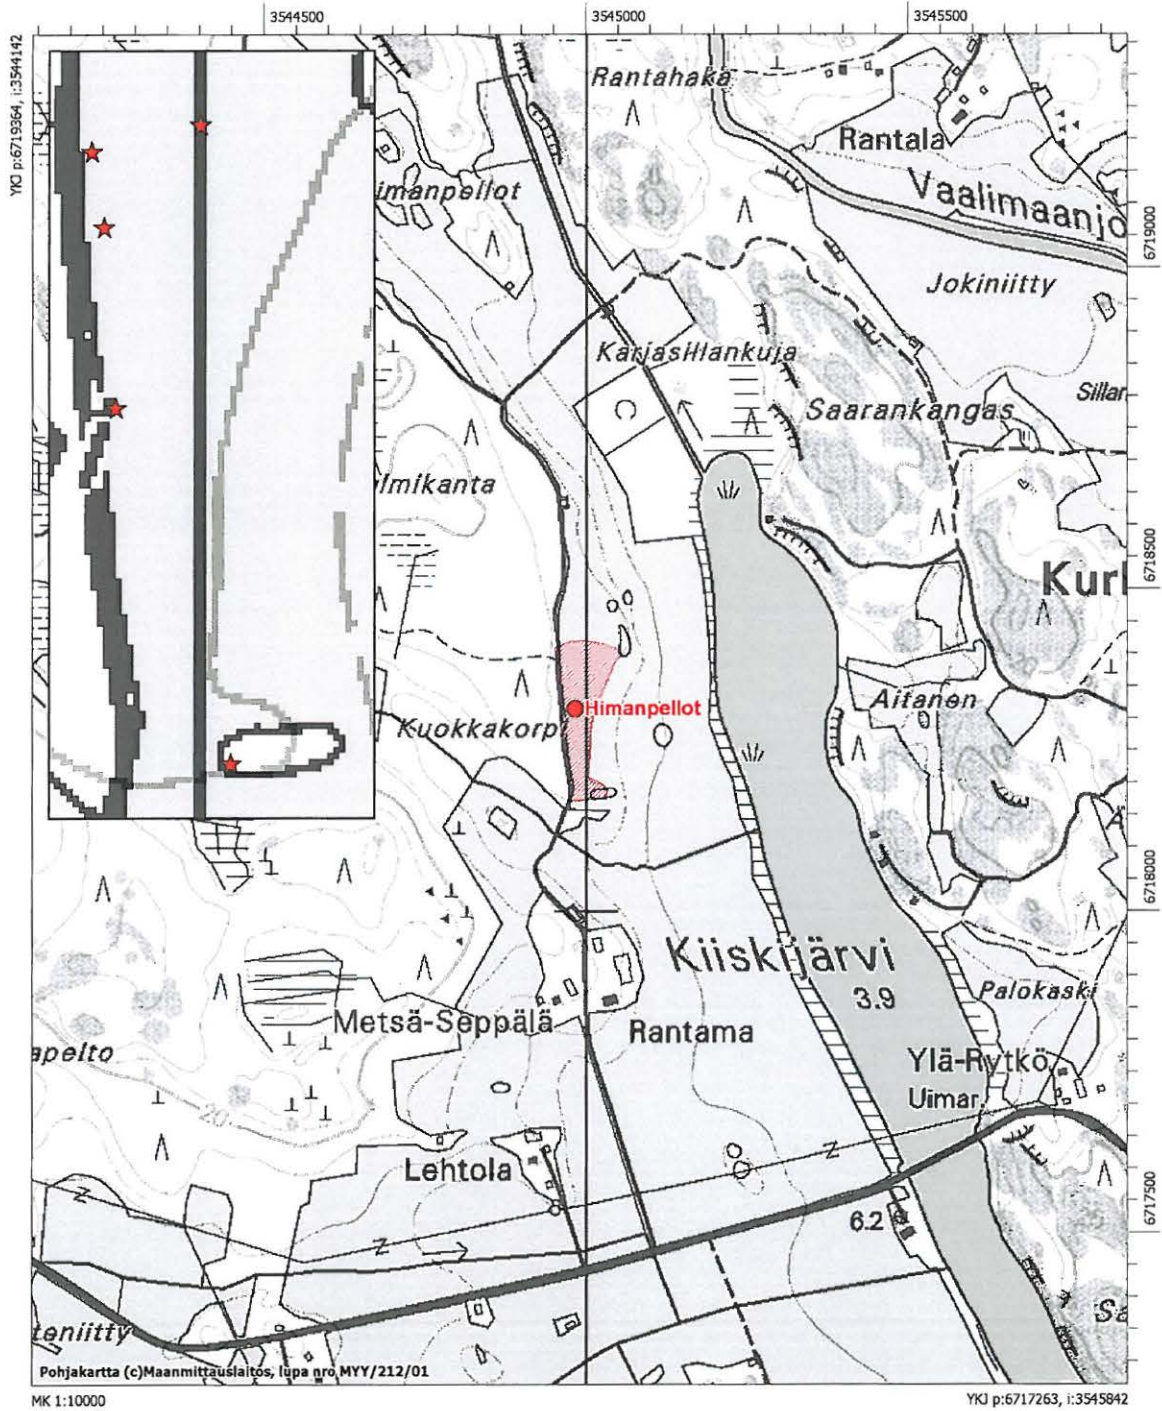 3544500
3545000
3545500
YKJ p:6719364, i:3544142
Rantahaka
Rantala
Vaalimaanjo
imanpellot
6719000
Jokiniitty
Karjasillankuja
Sillar
Saarankangas
ilmikanta
6718500
Kurl
20
Aitanen
Himanpellot
Kuokkakorpi
6718000
Kiiskijärvi
3.9
Palokaski
Metsä-Seppälä
Rantama
apelto
Ylä-Rytkö
Uimar.
20
Lehtola
6717500
6.2
teniitty
Pohjakartta (c)Maanmittauslaitos, lupa nro MYY/212/01
MK 1:10000
YKJ p:6717263, i:3545842